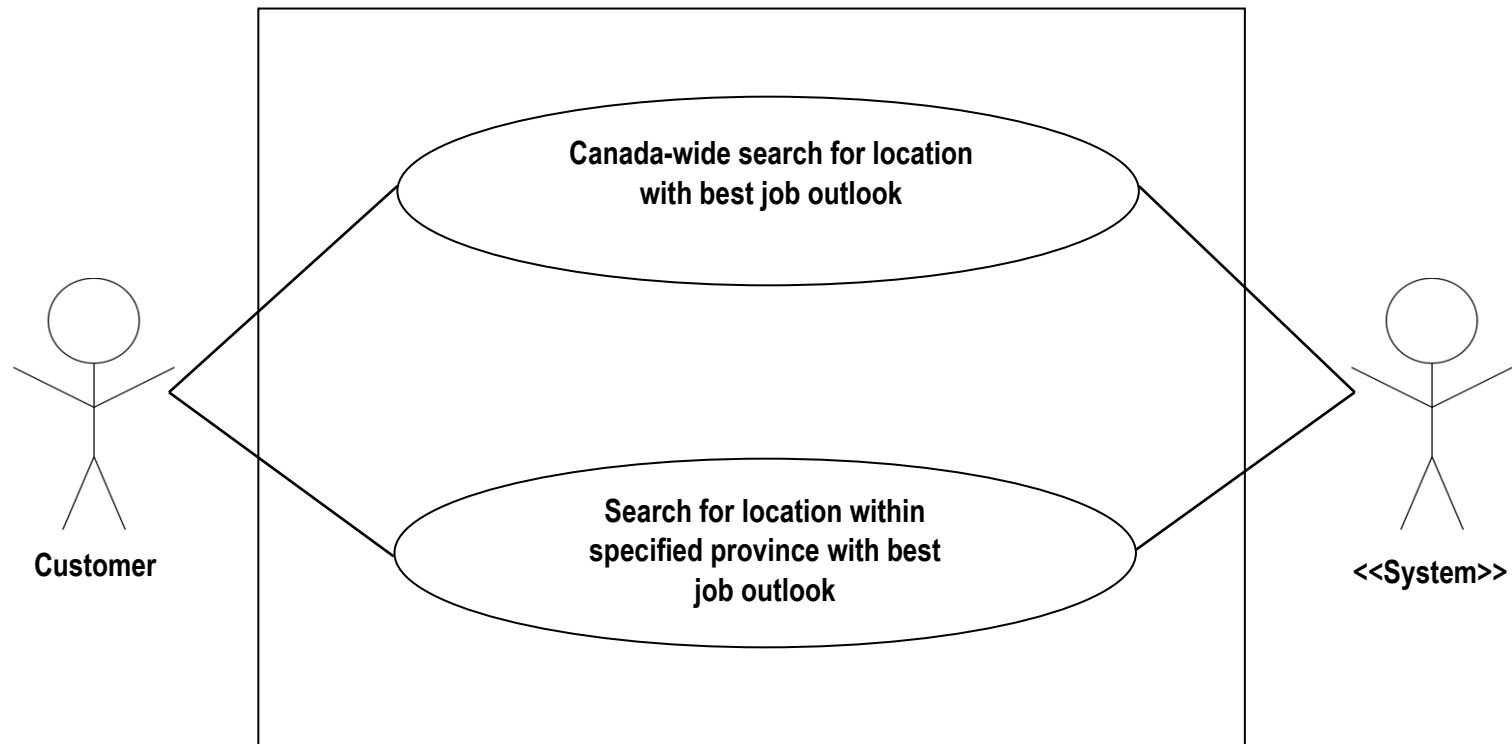 Canada-wide search for location
with best job outlook
Search for location within
specified province with best
job outlook
Customer
<<System>>